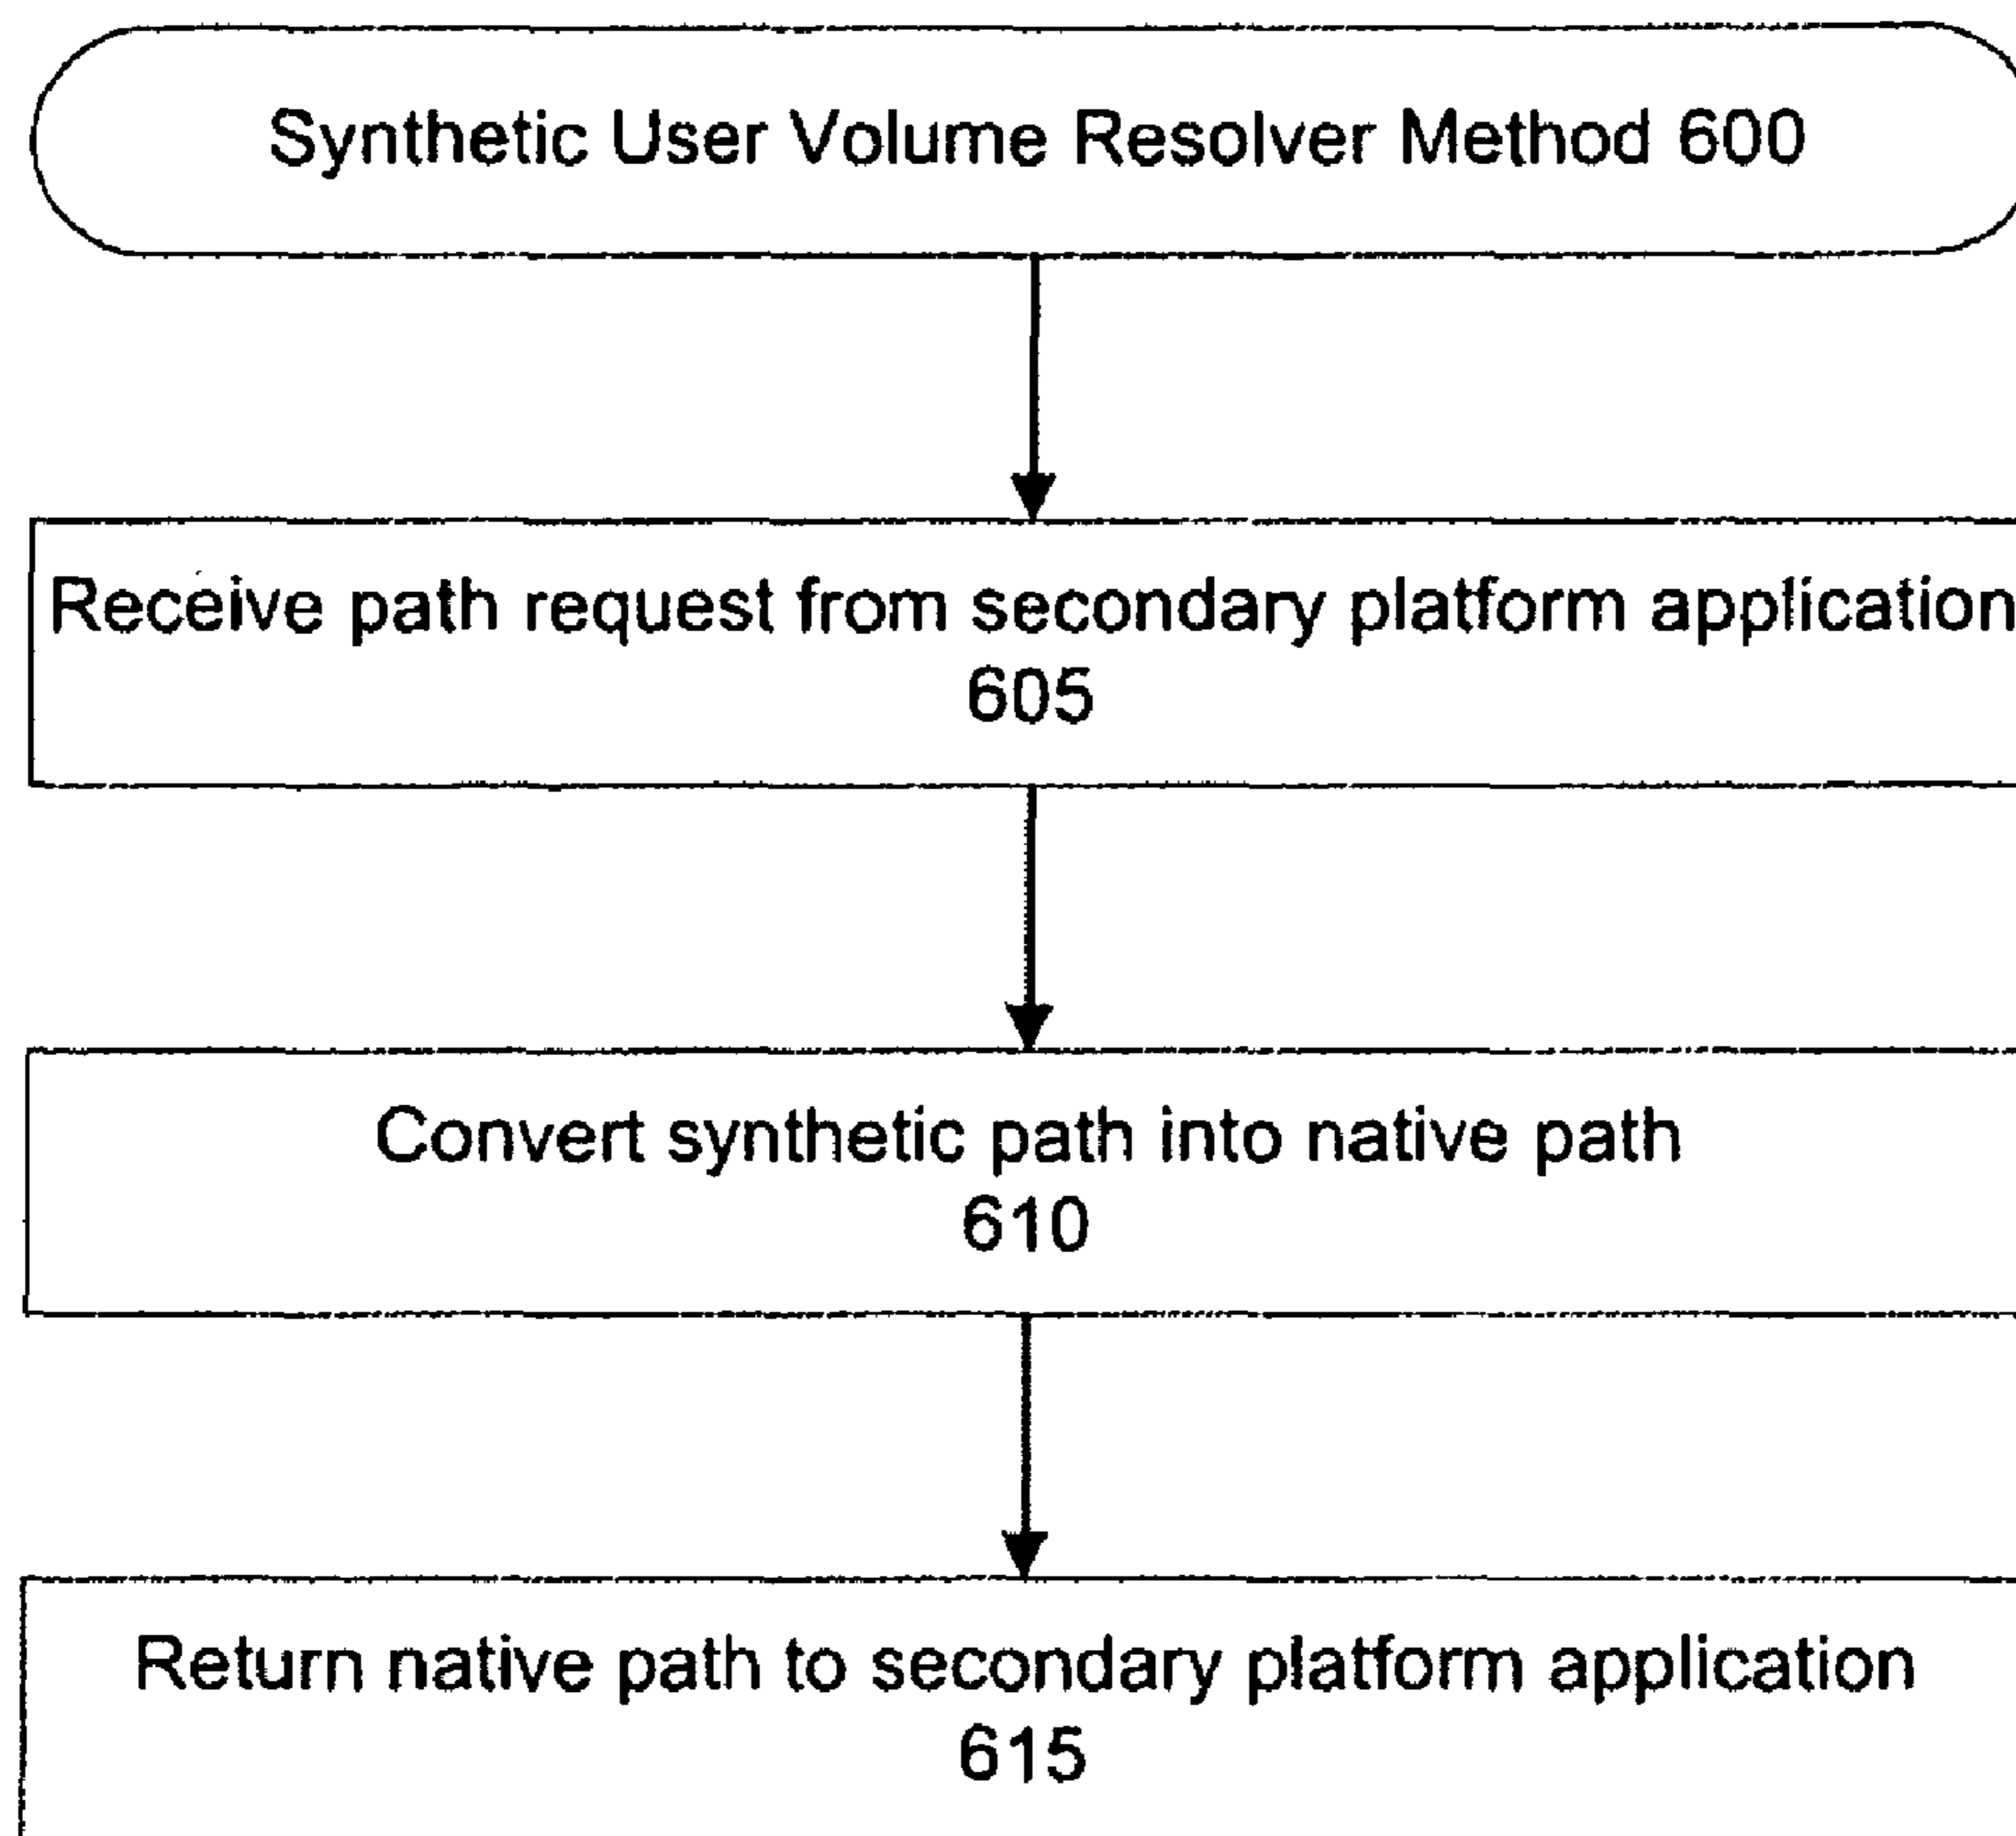 Synthetic User Volume Resolver Method 600
Receive path request from secondary platform application
605
Convert synthetic path into native path
610
Return native path to secondary platform application
615